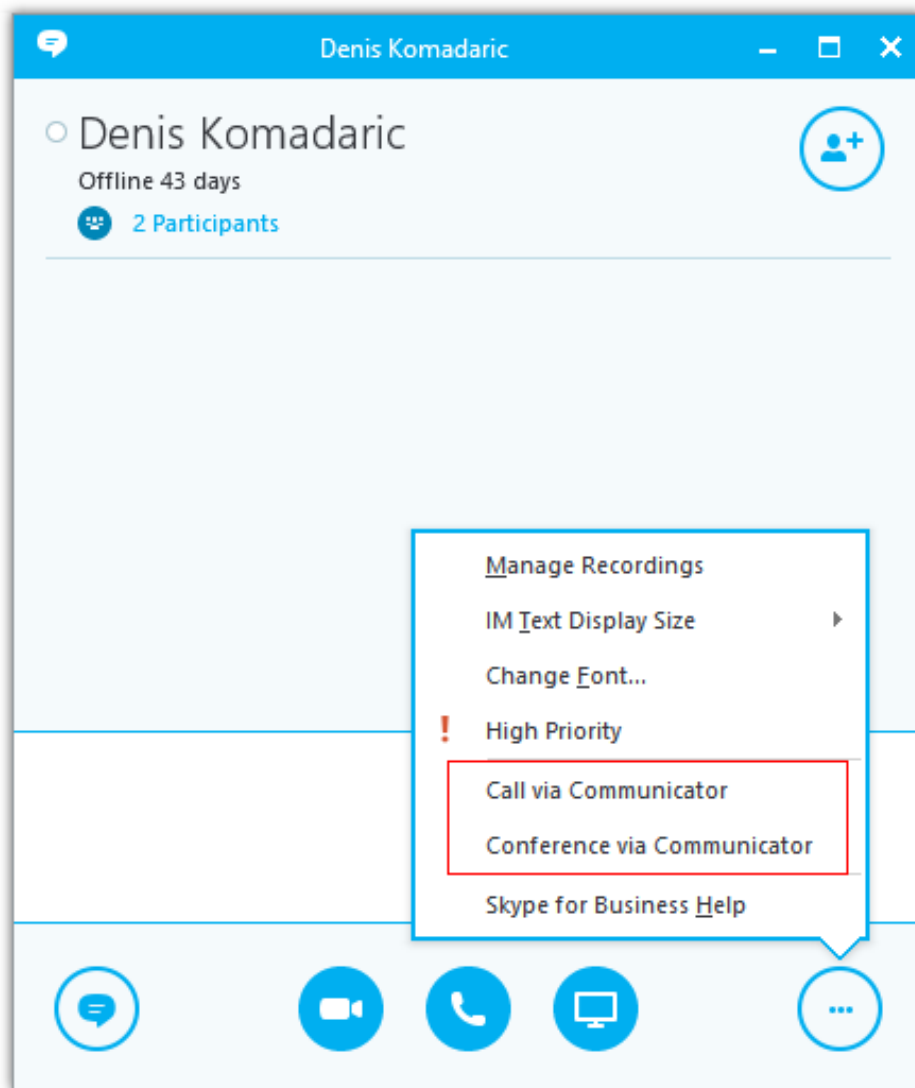 Denis Komadaric
Denis Komadaric
Offline 43 days
2 Participants
Manage Recordings
IM Text Display Size
Change Font...
! High Priority
Call via Communicator
Conference via Communicator
Skype for Business Help